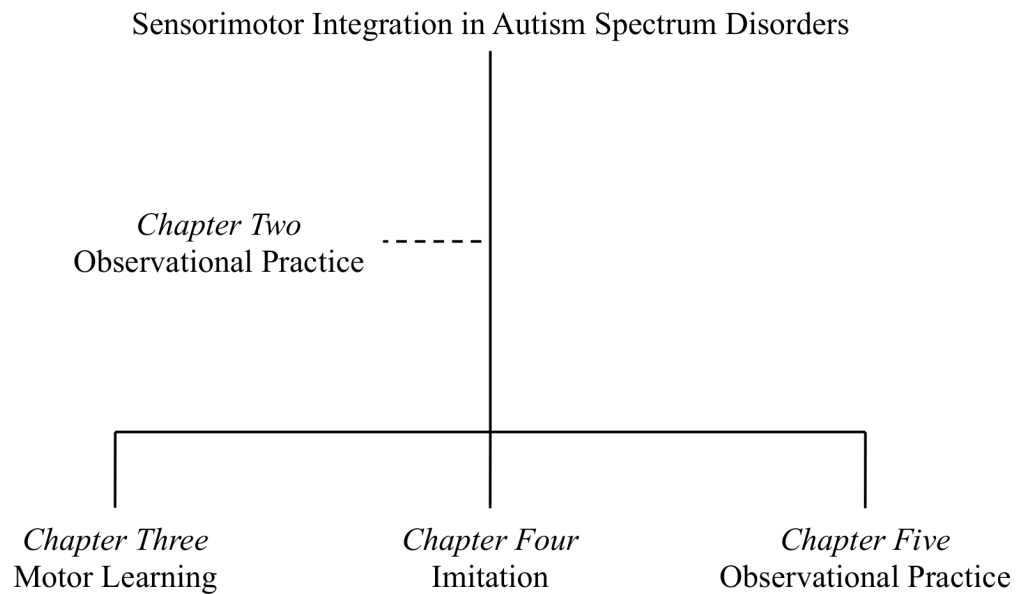 Sensorimotor Integration in Autism Spectrum Disorders
Chapter Two
Observational Practice
Chapter Three
Motor Learning
Chapter Four
Imitation
Chapter Five
Observational Practice